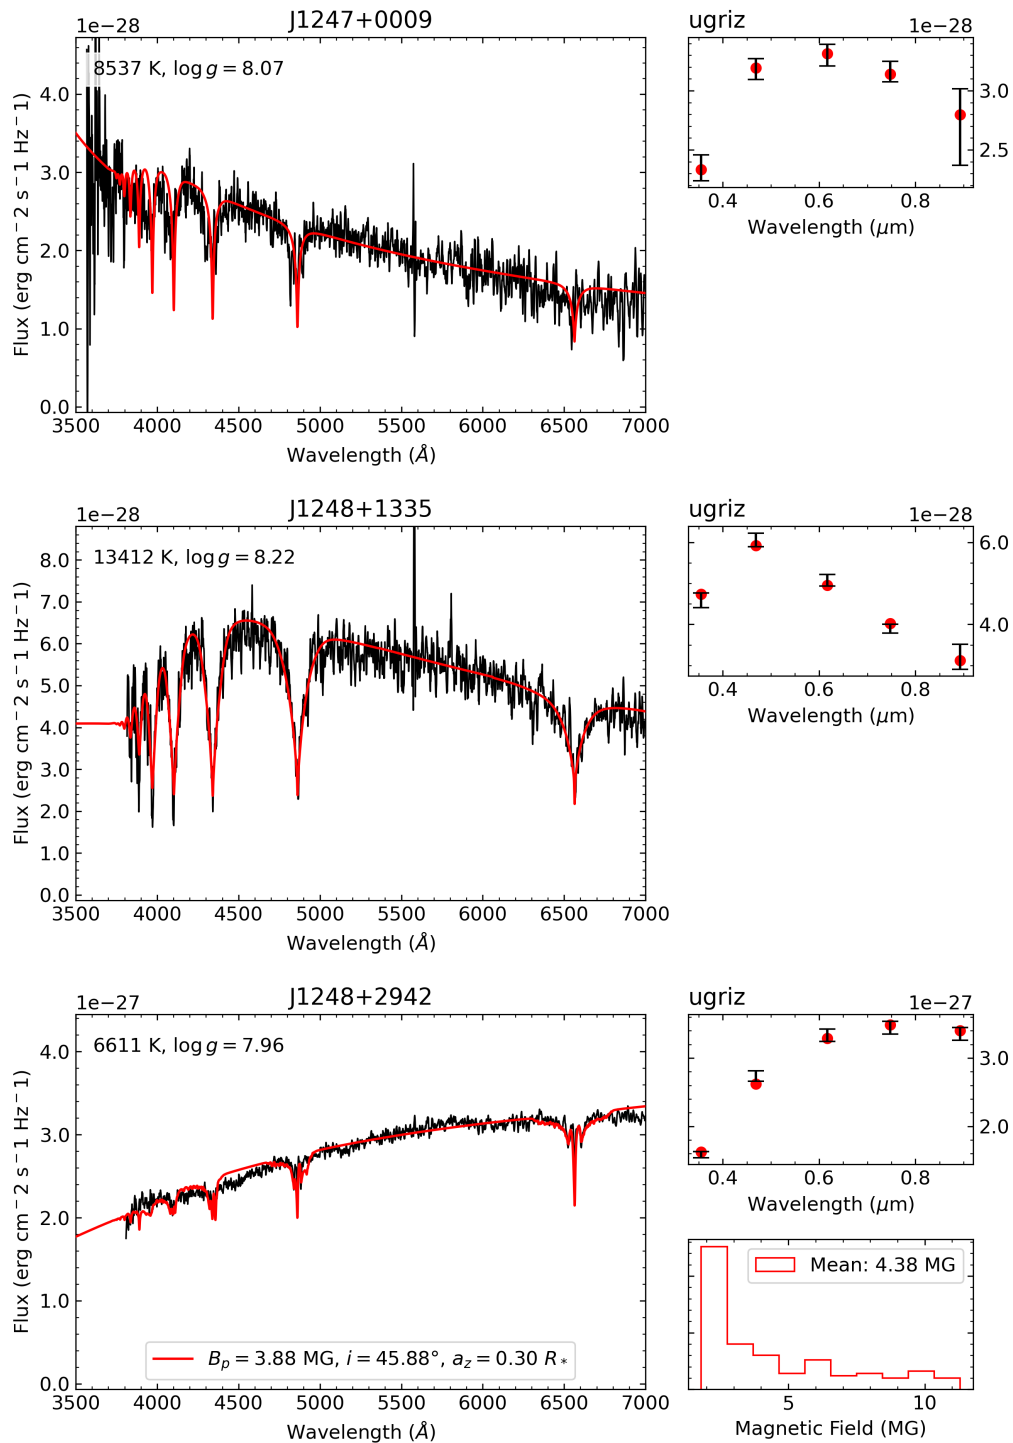 1e−28
J1247+0009
8537 K, log g = 8.07
Flux (erg cm−2 s−1 Hz−1)
4.0
3.0
2.0
1.0
0.0
3500 4000 4500 5000 5500 6000 6500 7000
Wavelength (Å)
ugriz
1e−28
3.0
2.5
0.4 0.6 0.8
Wavelength (μm)
1e−28
J1248+1335
13412 K, log g = 8.22
Flux (erg cm−2 s−1 Hz−1)
8.0
7.0
6.0
5.0
4.0
3.0
2.0
1.0
0.0
3500 4000 4500 5000 5500 6000 6500 7000
Wavelength (Å)
ugriz
1e−28
6.0
4.0
0.4 0.6 0.8
Wavelength (μm)
1e−27
J1248+2942
6611 K, log g = 7.96
Flux (erg cm−2 s−1 Hz−1)
4.0
3.0
2.0
1.0
0.0
Bp = 3.88 MG, i = 45.88°, az = 0.30 R*
3500 4000 4500 5000 5500 6000 6500 7000
Wavelength (Å)
ugriz
1e−27
3.0
2.0
0.4 0.6 0.8
Wavelength (μm)
Mean: 4.38 MG
5 10
Magnetic Field (MG)